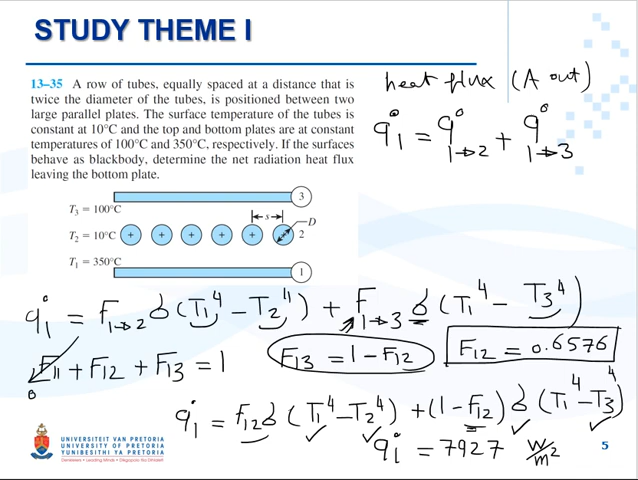 STUDY THEME I
13–35 A row of tubes, equally spaced at a distance that is
twice the diameter of the tubes, is positioned between two
large parallel plates. The surface temperature of the tubes is
constant at 10°C and the top and bottom plates are at constant
temperatures of 100°C and 350°C, respectively. If the surfaces
behave as blackbody, determine the net radiation heat flux
leaving the bottom plate.
heat flux (A out)
q̇1 = q̇1→2 + q̇1→3
3
T3 = 100°C
s
D
T2 = 10°C + + + + + 2
T1 = 350°C
1
q̇1 = F1→2 σ (T1⁴ − T2⁴) + F1→3 σ (T1⁴ − T3⁴)
F11 + F12 + F13 = 1
0
F13 = 1 − F12
F12 = 0.6576
q̇1 = F12 σ (T1⁴ − T2⁴) + (1 − F12) σ (T1⁴ − T3⁴)
q̇1 = 7927 W/m²
UNIVERSITEIT VAN PRETORIA
UNIVERSITY OF PRETORIA
YUNIBESITHI YA PRETORIA
Denkleiers • Leading Minds • Dikgopolo tša Dihlalefi
5